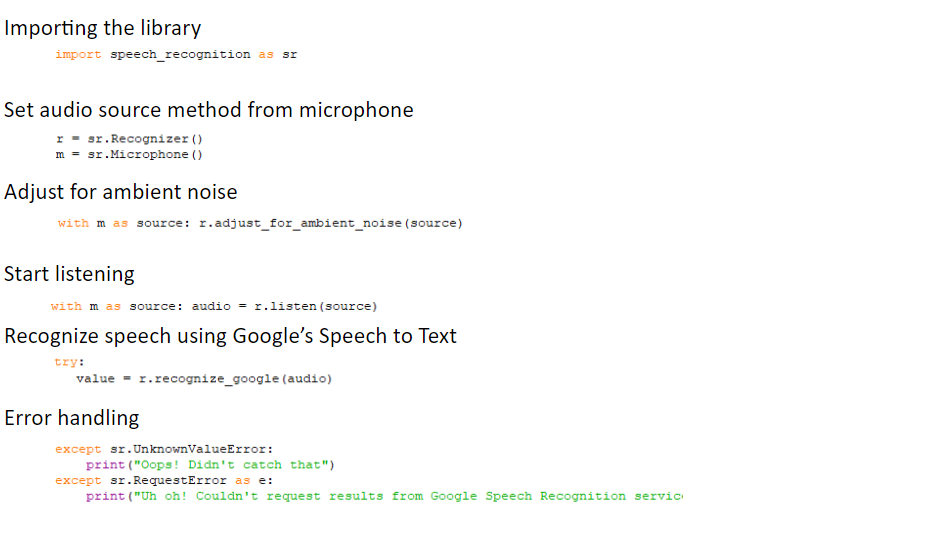 Importing the library
import speech_recognition as sr
Set audio source method from microphone
r = sr.Recognizer()
m = sr.Microphone()
Adjust for ambient noise
with m as source: r.adjust_for_ambient_noise(source)
Start listening
with m as source: audio = r.listen(source)
Recognize speech using Google’s Speech to Text
try:
value = r.recognize_google(audio)
Error handling
except sr.UnknownValueError:
print("Oops! Didn't catch that")
except sr.RequestError as e:
print("Uh oh! Couldn't request results from Google Speech Recognition